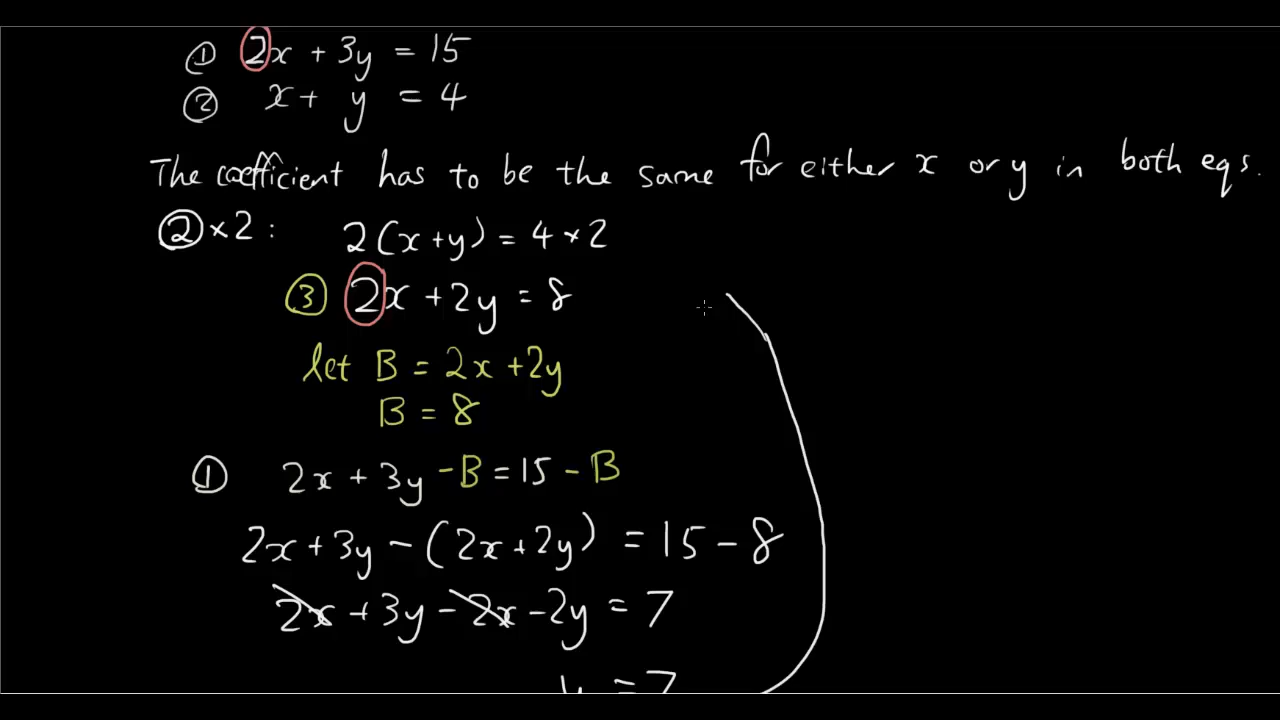 ① 2x + 3y = 15
② x + y = 4
The coefficient has to be the same for either x or y in both eqs.
② × 2 : 2(x + y) = 4 × 2
③ 2x + 2y = 8
let B = 2x + 2y
B = 8
① 2x + 3y - B = 15 - B
2x + 3y - (2x + 2y) = 15 - 8
2x + 3y - 2x - 2y = 7
y = 7